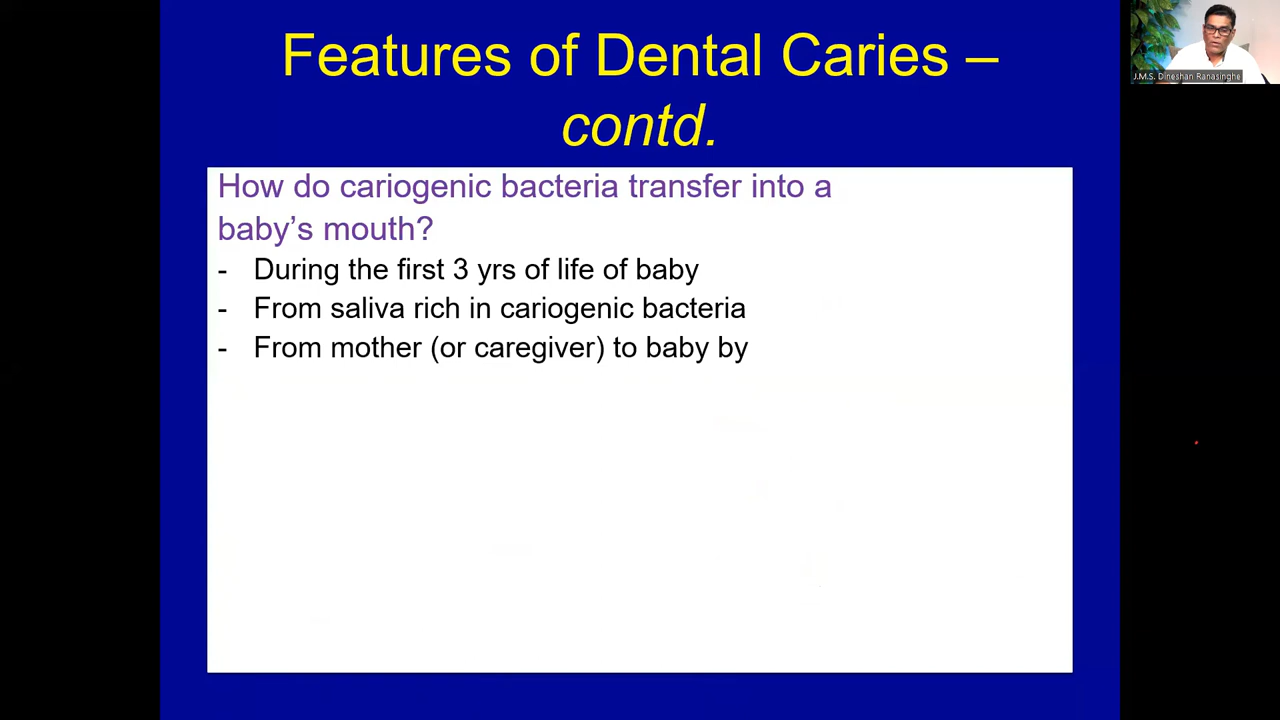 Features of Dental Caries –
contd.
How do cariogenic bacteria transfer into a
baby’s mouth?
- During the first 3 yrs of life of baby
- From saliva rich in cariogenic bacteria
- From mother (or caregiver) to baby by
J.M.S. Dineshan Ranasinghe